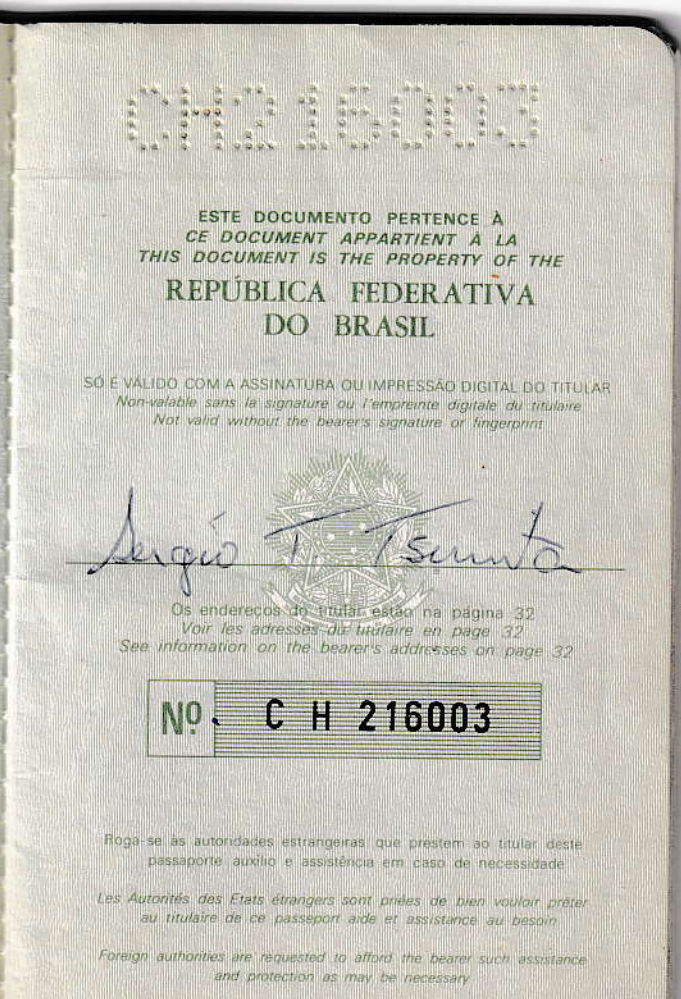 CH216003
ESTE DOCUMENTO PERTENCE À
CE DOCUMENT APPARTIENT À LA
THIS DOCUMENT IS THE PROPERTY OF THE
REPÚBLICA FEDERATIVA
DO BRASIL
SÓ É VÁLIDO COM A ASSINATURA OU IMPRESSÃO DIGITAL DO TITULAR
Non-valable sans la signature ou l'empreinte digitale du titulaire
Not valid without the bearer's signature or fingerprint
Sergio T. 
Os endereços do titular estão na página 32
Voir les adresses du titulaire en page 32
See information on the bearer's addresses on page 32
Nº. C H 216003
Roga-se às autoridades estrangeiras que prestem ao titular deste
passaporte auxílio e assistência em caso de necessidade
Les Autorités des Etats étrangers sont priées de bien vouloir prêter
au titulaire de ce passeport aide et assistance au besoin
Foreign authorities are requested to afford the bearer such assistance
and protection as may be necessary